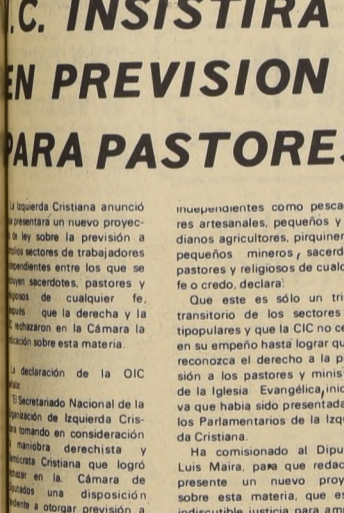 .C. INSISTIRA
EN PREVISION
PARA PASTORES
La Izquierda Cristiana anunció
presentará un nuevo proyec-
de ley sobre la previsión a
sectores de trabajadores
dependientes entre los que se
sacerdotes, pastores y
de cualquier fe,
que la derecha y la
rechazaron en la Cámara la
sobre esta materia.
La declaración de la OIC
"El Secretariado Nacional de la
Organización de Izquierda Cris-
tomando en consideración
maniobra derechista y
Demócrata Cristiana que logró
en la Cámara de
Diputados una disposición
a otorgar previsión a
independientes como pesca
res artesanales, pequeños y
dianos agricultores, pirquiner
pequeños mineros, sacerd
pastores y religiosos de cualq
fe o credo, declara:
Que este es sólo un tri
transitorio de los sectores
tipopulares y que la CIC no ce
en su empeño hasta lograr qu
reconozca el derecho a la p
sión a los pastores y minis
de la Iglesia Evangélica, inic
va que había sido presentada
los Parlamentarios de la Izq
da Cristiana.
Ha comisionado al Dipu
Luis Maira, para que redac
presente un nuevo proy
sobre esta materia, que es
indiscutible justicia para am